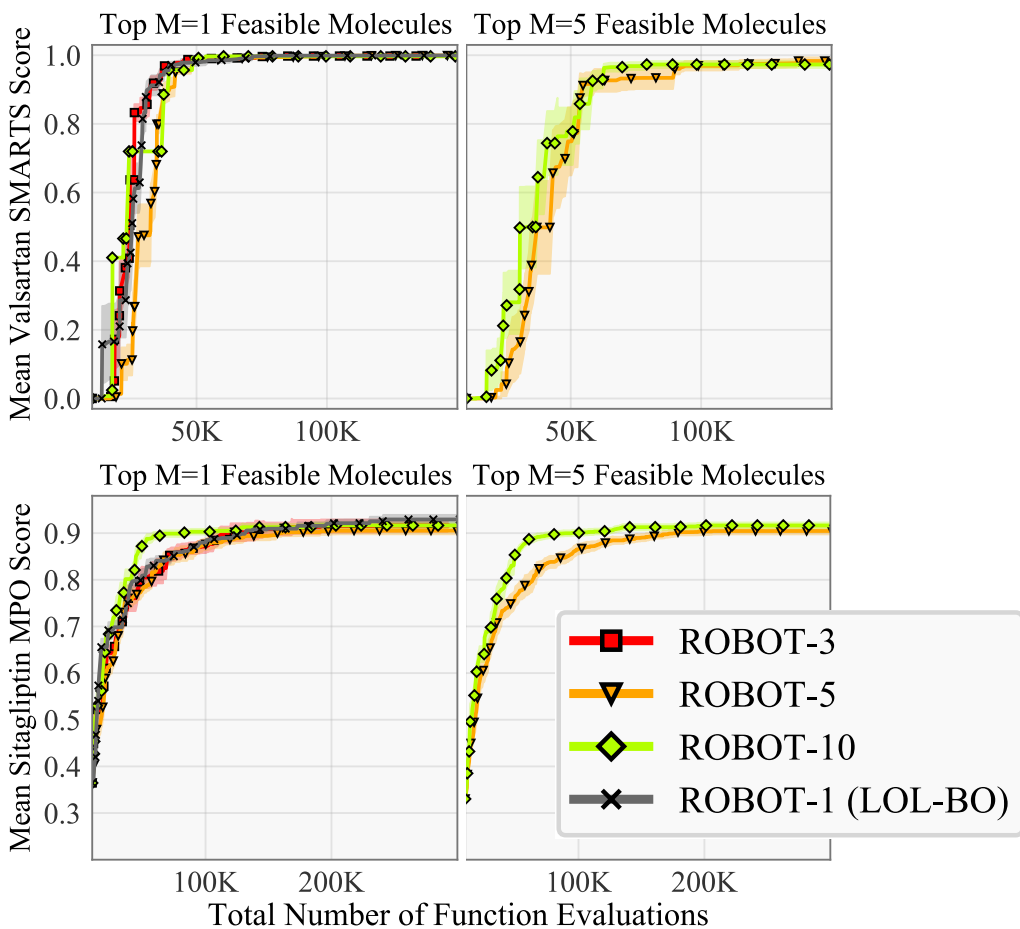 Top M=1 Feasible Molecules
Top M=5 Feasible Molecules
Mean Valsartan SMARTS Score
1.0
0.8
0.6
0.4
0.2
0.0
50K
100K
50K
100K
Top M=1 Feasible Molecules
Top M=5 Feasible Molecules
Mean Sitagliptin MPO Score
0.9
0.8
0.7
0.6
0.5
0.4
0.3
100K
200K
100K
200K
ROBOT-3
ROBOT-5
ROBOT-10
ROBOT-1 (LOL-BO)
Total Number of Function Evaluations